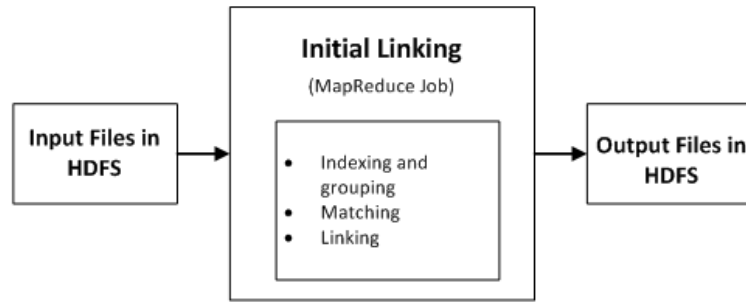 Input Files in
HDFS
Initial Linking
(MapReduce Job)
• Indexing and
grouping
• Matching
• Linking
Output Files in
HDFS